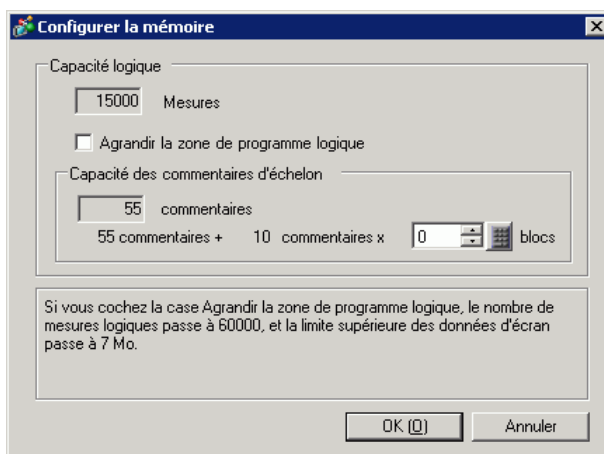 Configurer la mémoire
Capacité logique
15000 Mesures
Agrandir la zone de programme logique
Capacité des commentaires d'échelon
55 commentaires
55 commentaires + 10 commentaires x 0 blocs
Si vous cochez la case Agrandir la zone de programme logique, le nombre de
mesures logiques passe à 60000, et la limite supérieure des données d'écran
passe à 7 Mo.
OK (O) Annuler